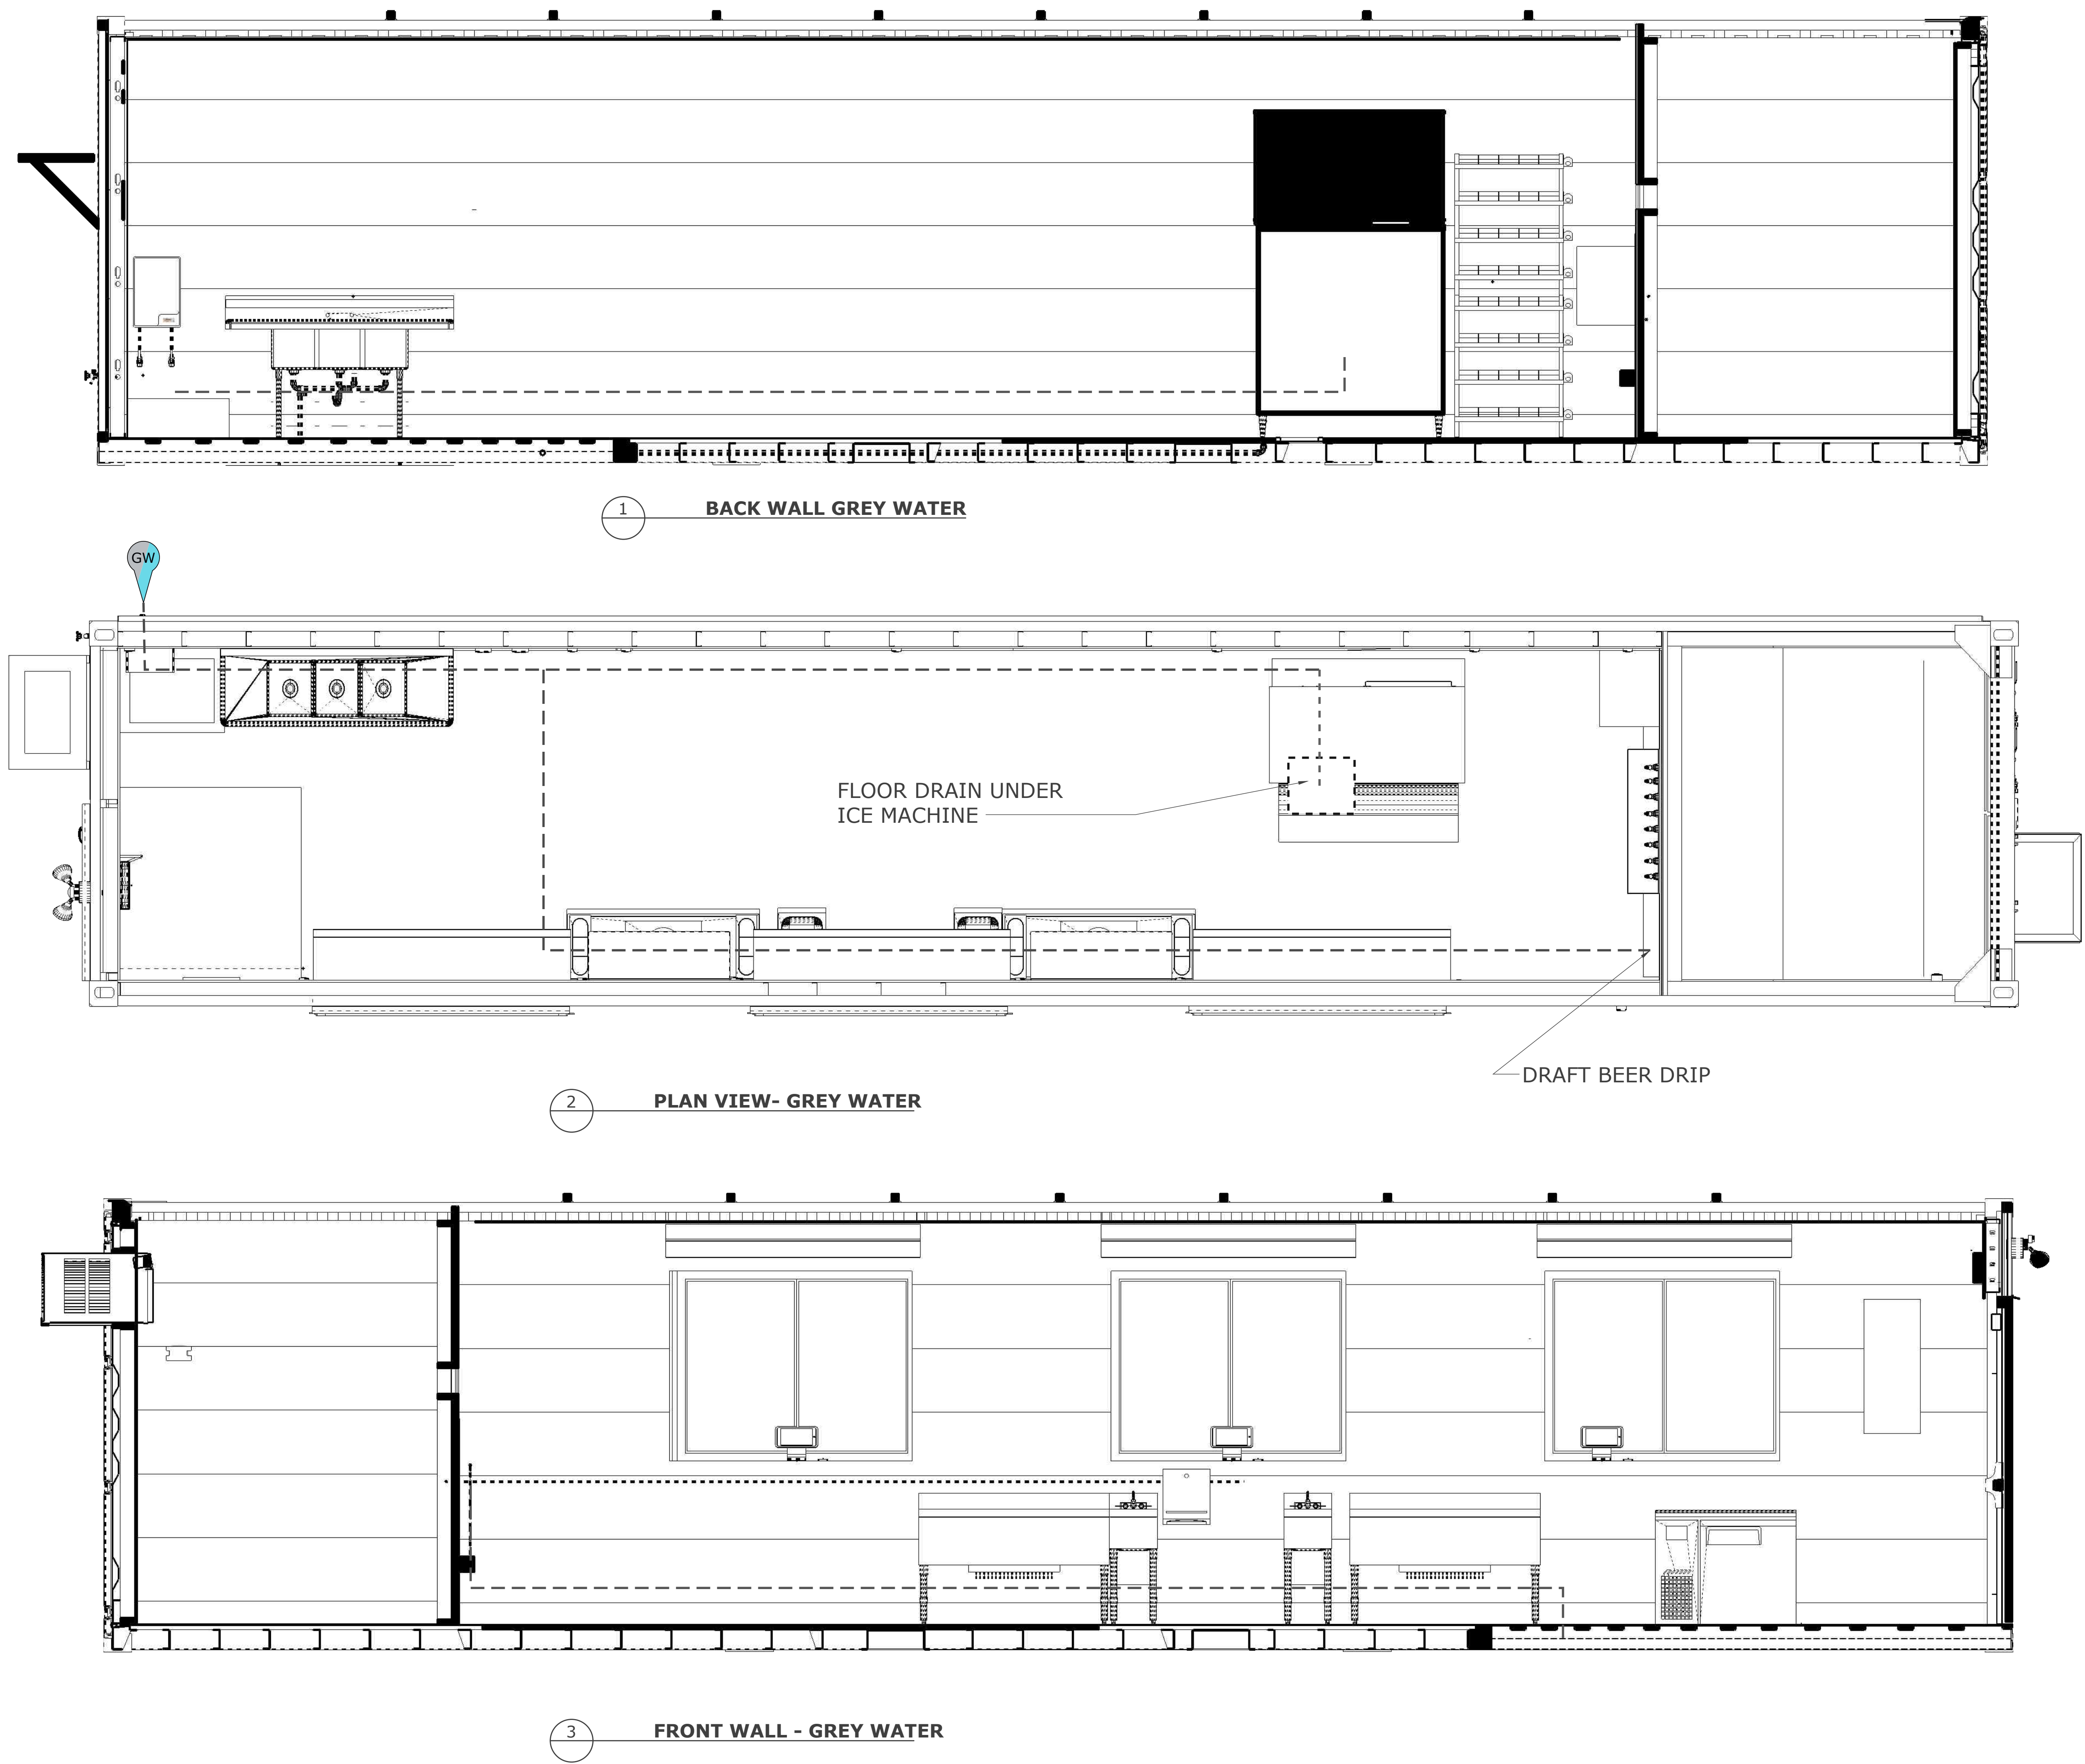 1
BACK WALL GREY WATER
GW
FLOOR DRAIN UNDER
ICE MACHINE
DRAFT BEER DRIP
2
PLAN VIEW- GREY WATER
3
FRONT WALL - GREY WATER